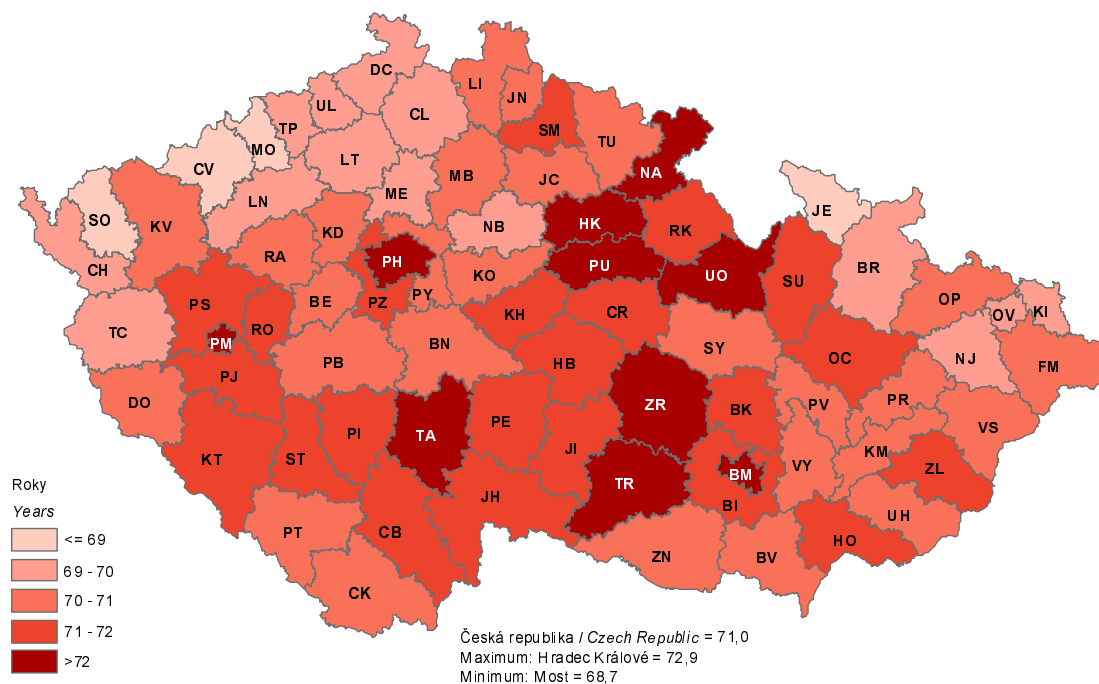 DC
LI
JN
UL
CL
TP
SM
TU
MO
LT
CV
JC
NA
MB
ME
LN
SO
JE
KV
NB
HK
KD
RK
RA
PH
PU
CH
BR
KO
UO
SU
PS
BE
PZ
PY
OP
OV
KI
TC
RO
KH
CR
PM
BN
SY
PB
HB
OC
NJ
FM
PJ
DO
ZR
BK
PV
PR
TA
PE
VS
KT
ST
PI
JI
KM
VY
ZL
BM
TR
JH
BI
UH
PT
CB
HO
ZN
BV
CK
Roky
Years
<= 69
69 - 70
70 - 71
71 - 72
>72
Česká republika / Czech Republic = 71,0
Maximum: Hradec Králové = 72,9
Minimum: Most = 68,7